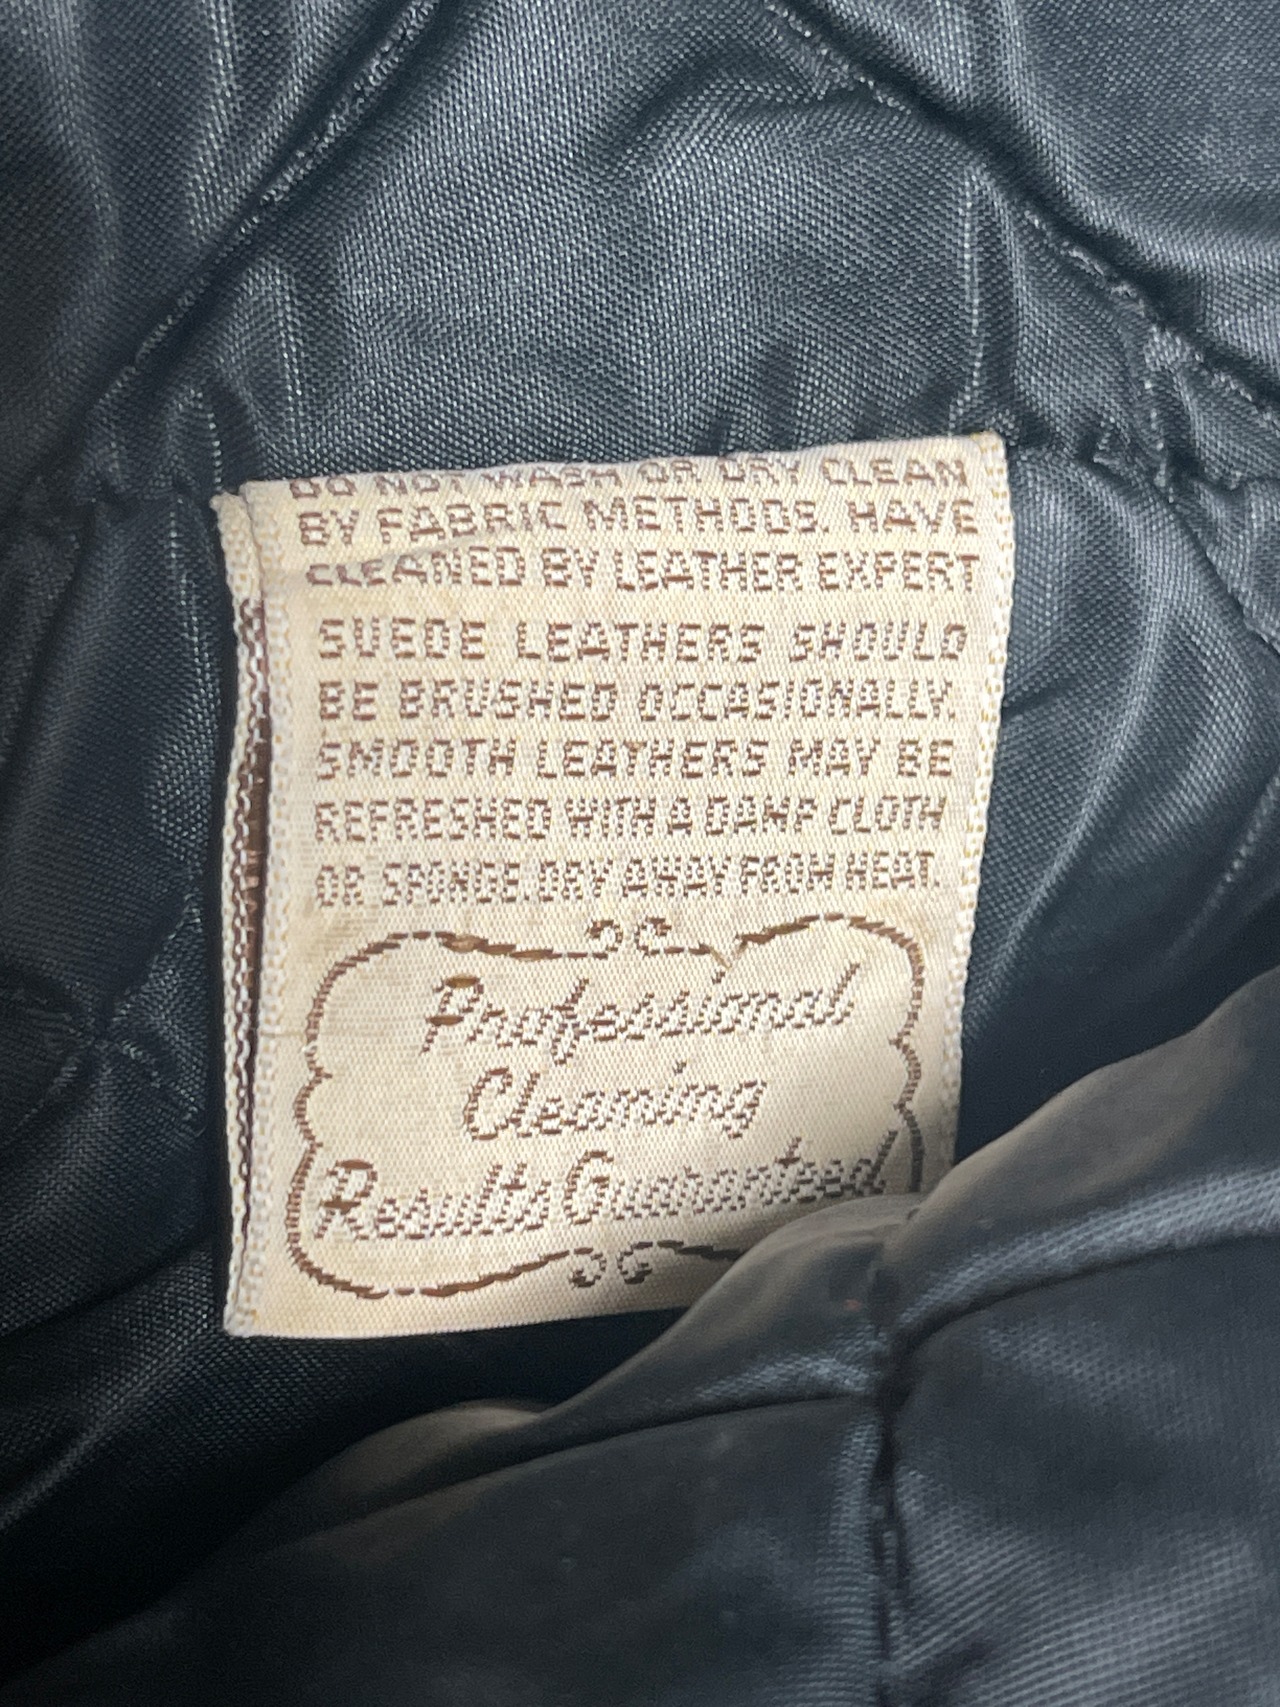 DO NOT WASH OR DRY CLEAN
BY FABRIC METHODS. HAVE
CLEANED BY LEATHER EXPERT
SUEDE LEATHERS SHOULD
BE BRUSHED OCCASIONALLY.
SMOOTH LEATHERS MAY BE
REFRESHED WITH A DAMP CLOTH
OR SPONGE. DRY AWAY FROM HEAT.
Professional
Cleaning
Results Guaranteed